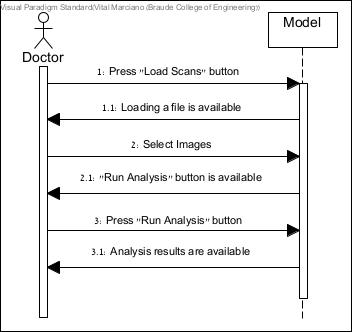 Visual Paradigm Standard(Vital Marciano (Braude College of Engineering))
Doctor
Model
1: Press "Load Scans" button
1.1: Loading a file is available
2: Select Images
2.1: "Run Analysis" button is available
3: Press "Run Analysis" button
3.1: Analysis results are available